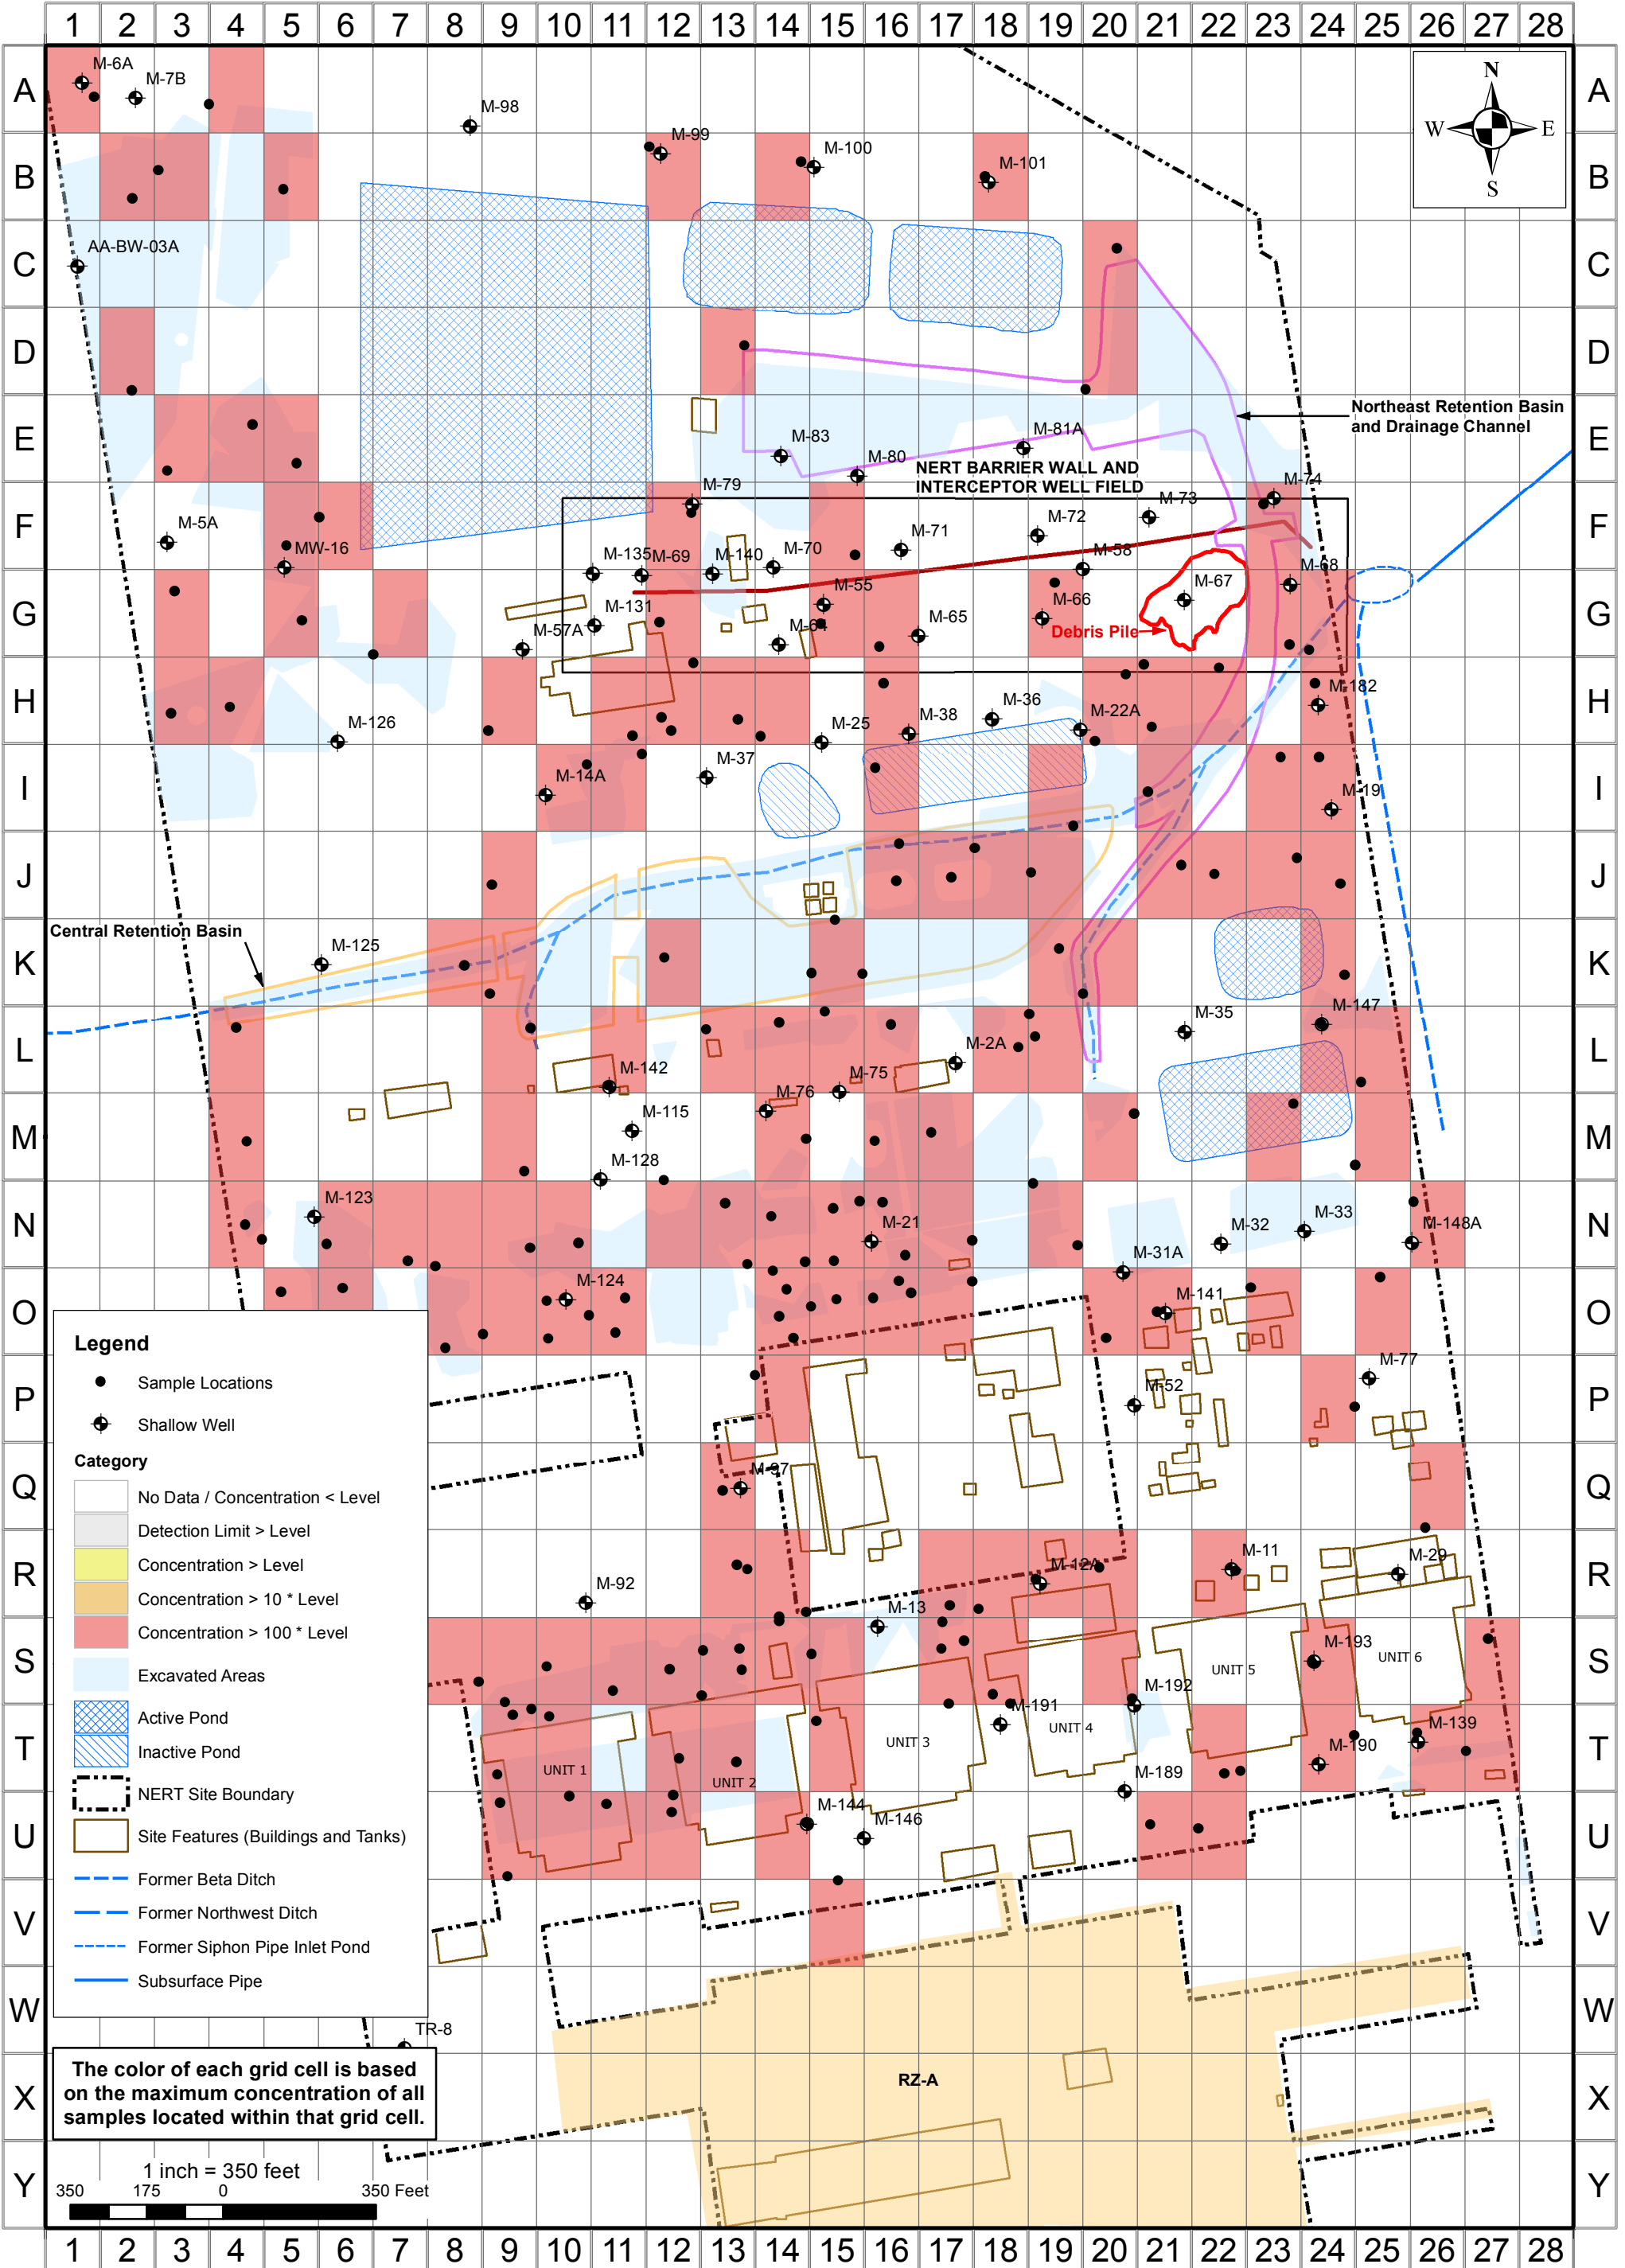 1 2 3 4 5 6 7 8 9 10 11 12 13 14 15 16 17 18 19 20 21 22 23 24 25 26 27 28
N
W E
S
A M-6A M-7B M-98 A
B M-99 M-100 M-101 B
C AA-BW-03A C
D D
Northeast Retention Basin
and Drainage Channel
E M-83 M-81A M-80 E
NERT BARRIER WALL AND
INTERCEPTOR WELL FIELD
M-79 M-74
F M-5A M-71 M-72 M-73 F
MW-16 M-135 M-69 M-140 M-70 M-58 M-68
M-55 M-67
G M-131 M-66 G
M-57A M-64 M-65
Debris Pile
H M-126 M-25 M-38 M-36 M-22A M-182 H
I M-14A M-37 M-19 I
J J
Central Retention Basin
K M-125 K
M-147
L M-35 L
M-142 M-75 M-2A
M-76
M M-115 M
M-128
N M-123 M-21 M-31A M-32 M-33 M-148A N
O M-124 M-141 O
P M-52 M-77 P
Q M-97 Q
R M-92 M-12A M-11 M-29 R
M-13
S M-193 S
UNIT 5 UNIT 6
M-191 M-192
T UNIT 1 UNIT 2 UNIT 3 UNIT 4 M-190 M-139 T
M-189
U M-144 M-146 U
V V
W W
TR-8
X RZ-A X
Y Y
Legend
Sample Locations
Shallow Well
Category
No Data / Concentration < Level
Detection Limit > Level
Concentration > Level
Concentration > 10 * Level
Concentration > 100 * Level
Excavated Areas
Active Pond
Inactive Pond
NERT Site Boundary
Site Features (Buildings and Tanks)
Former Beta Ditch
Former Northwest Ditch
Former Siphon Pipe Inlet Pond
Subsurface Pipe
The color of each grid cell is based
on the maximum concentration of all
samples located within that grid cell.
1 inch = 350 feet
350 175 0 350 Feet
1 2 3 4 5 6 7 8 9 10 11 12 13 14 15 16 17 18 19 20 21 22 23 24 25 26 27 28